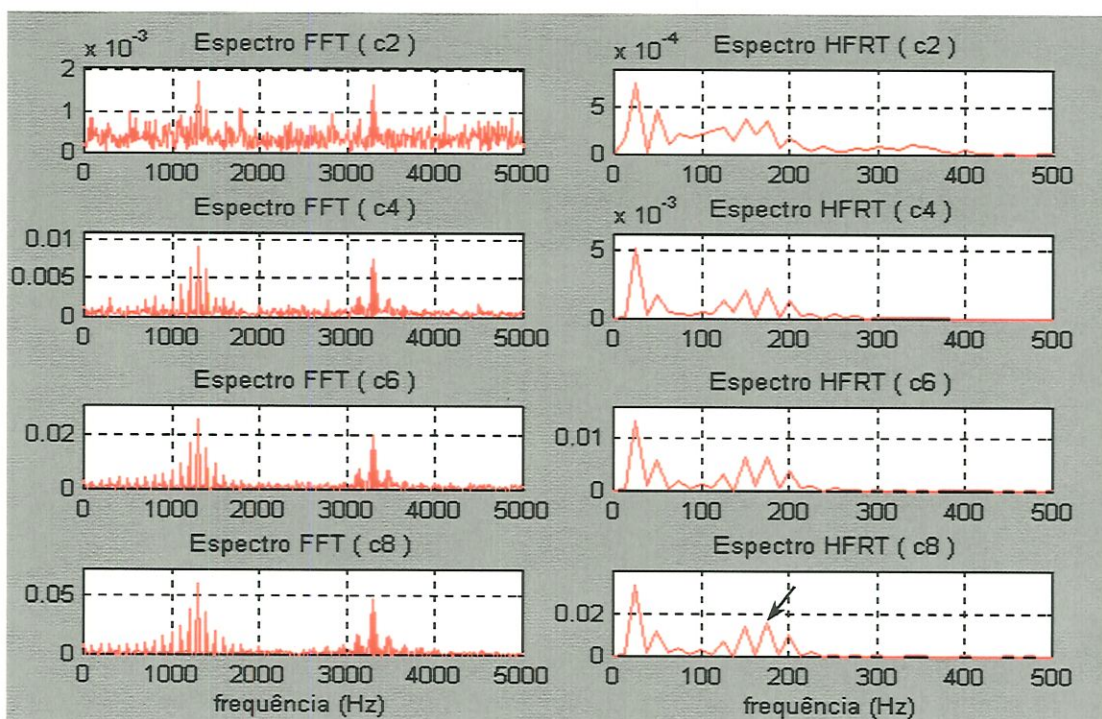 x 10⁻³ Espectro FFT ( c2 )
2
1
0
0 1000 2000 3000 4000 5000
x 10⁻⁴ Espectro HFRT ( c2 )
5
0
0 100 200 300 400 500
Espectro FFT ( c4 )
0.01
0.005
0
0 1000 2000 3000 4000 5000
x 10⁻³ Espectro HFRT ( c4 )
5
0
0 100 200 300 400 500
Espectro FFT ( c6 )
0.02
0
0 1000 2000 3000 4000 5000
Espectro HFRT ( c6 )
0.01
0
0 100 200 300 400 500
Espectro FFT ( c8 )
0.05
0
0 1000 2000 3000 4000 5000
frequência (Hz)
Espectro HFRT ( c8 )
0.02
0
0 100 200 300 400 500
frequência (Hz)